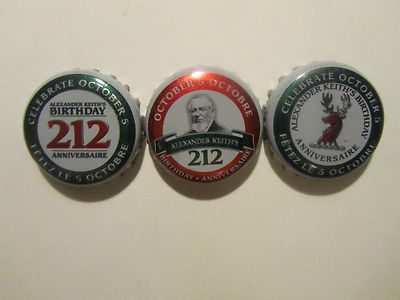 CELEBRATE OCTOBER 5
ALEXANDER KEITH'S
BIRTHDAY
212
ANNIVERSAIRE
FÊTEZ LE 5 OCTOBRE
OCTOBER 5 OCTOBRE
ALEXANDER KEITH'S
212
BIRTHDAY • ANNIVERSAIRE
CELEBRATE OCTOBER 5
ALEXANDER KEITH'S BIRTHDAY
ANNIVERSAIRE
FÊTEZ LE 5 OCTOBRE